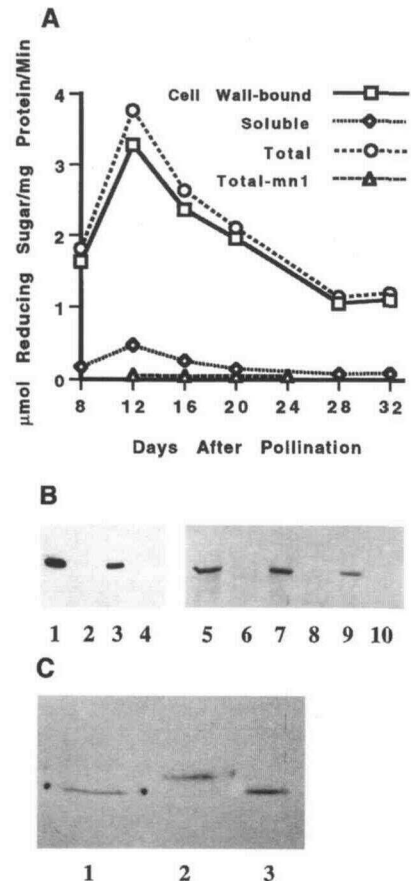 A
µmol Reducing Sugar/mg Protein/Min
4
3
2
1
0
Cell Wall-bound
Soluble
Total
Total-mn1
8 12 16 20 24 28 32
Days After Pollination
B
1 2 3 4 5 6 7 8 9 10
C
1 2 3